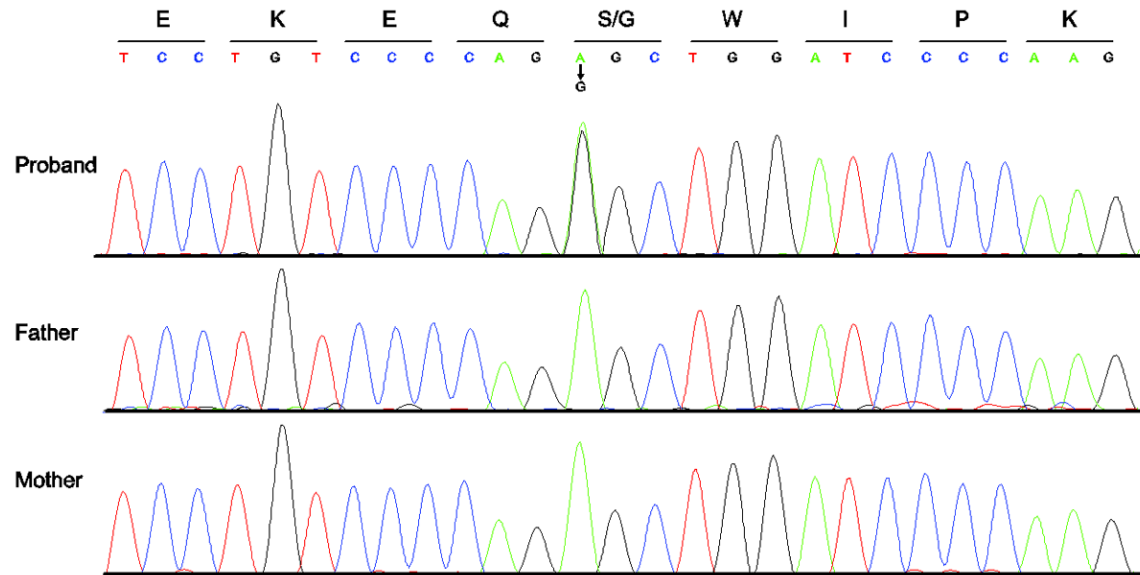 E K E Q S/G W I P K
T C C T G T C C C C A G A G C T G G A T C C C C A A G
G
Proband
Father
Mother